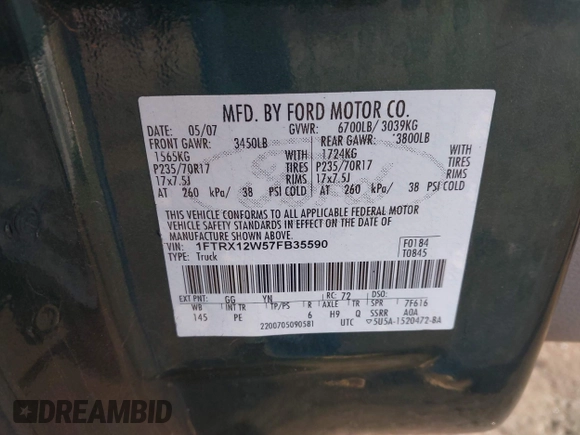 MFD. BY FORD MOTOR CO.
DATE: 05/07 GVWR: 6700LB/ 3039KG
FRONT GAWR: 3450LB REAR GAWR: 3800LB
1565KG WITH 1724KG WITH
P235/70R17 TIRES P235/70R17 TIRES
17x7.5J RIMS 17x7.5J RIMS
AT 260 kPa/ 38 PSI COLD AT 260 kPa/ 38 PSI COLD
THIS VEHICLE CONFORMS TO ALL APPLICABLE FEDERAL MOTOR
VEHICLE SAFETY STANDARDS IN EFFECT ON THE DATE OF
MANUFACTURE SHOWN ABOVE.
VIN: 1FTRX12W57FB35590 F0184
TYPE: Truck T0845
Ford
EXT PNT: GG YN RC: 72 DSO:
WB INT TR TP/PS R AXLE TR SPR 7F616
145 PE 6 H9 Q SSRR A0A
2200705090581 UTC 5U5A-1520472-BA
DREAMBID